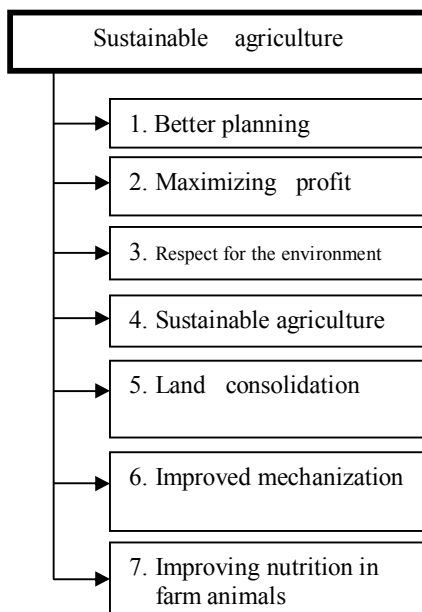 Sustainable agriculture
1. Better planning
2. Maximizing profit
3. Respect for the environment
4. Sustainable agriculture
5. Land consolidation
6. Improved mechanization
7. Improving nutrition in
farm animals